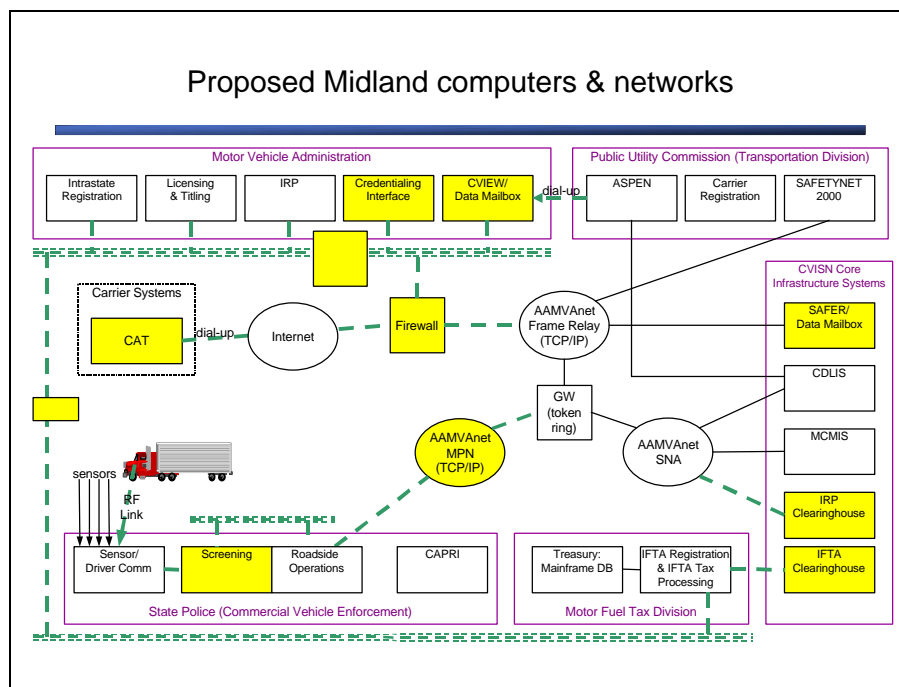 Proposed Midland computers & networks
Motor Vehicle Administration
Public Utility Commission (Transportation Division)
Intrastate
Registration
Licensing
& Titling
IRP
Credentialing
Interface
CVIEW/
Data Mailbox
dial-up
ASPEN
Carrier
Registration
SAFETYNET
2000
CVISN Core
Infrastructure Systems
Carrier Systems
CAT
dial-up
Internet
Firewall
AAMVAnet
Frame Relay
(TCP/IP)
SAFER/
Data Mailbox
CDLIS
GW
(token
ring)
AAMVAnet
MPN
(TCP/IP)
AAMVAnet
SNA
MCMIS
sensors
RF
Link
IRP
Clearinghouse
Sensor/
Driver Comm
Screening
Roadside
Operations
CAPRI
Treasury:
Mainframe DB
IFTA Registration
& IFTA Tax
Processing
IFTA
Clearinghouse
State Police (Commercial Vehicle Enforcement)
Motor Fuel Tax Division